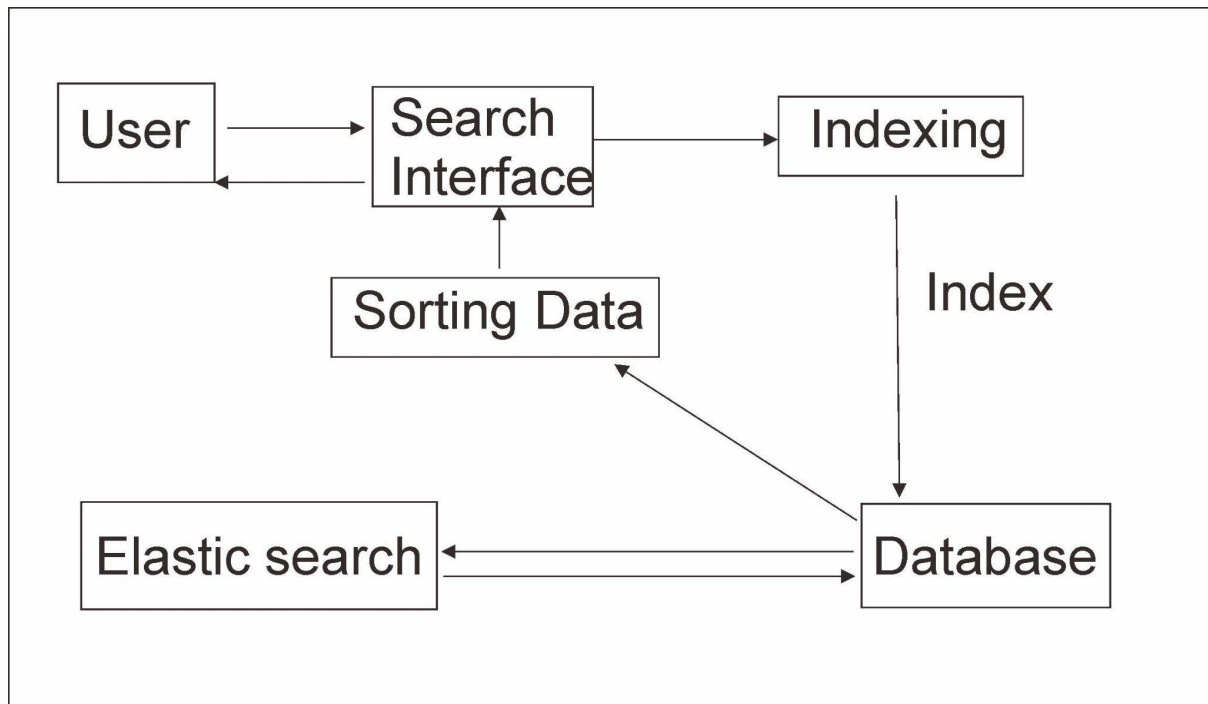 User
Search
Interface
Indexing
Sorting Data
Index
Elastic search
Database